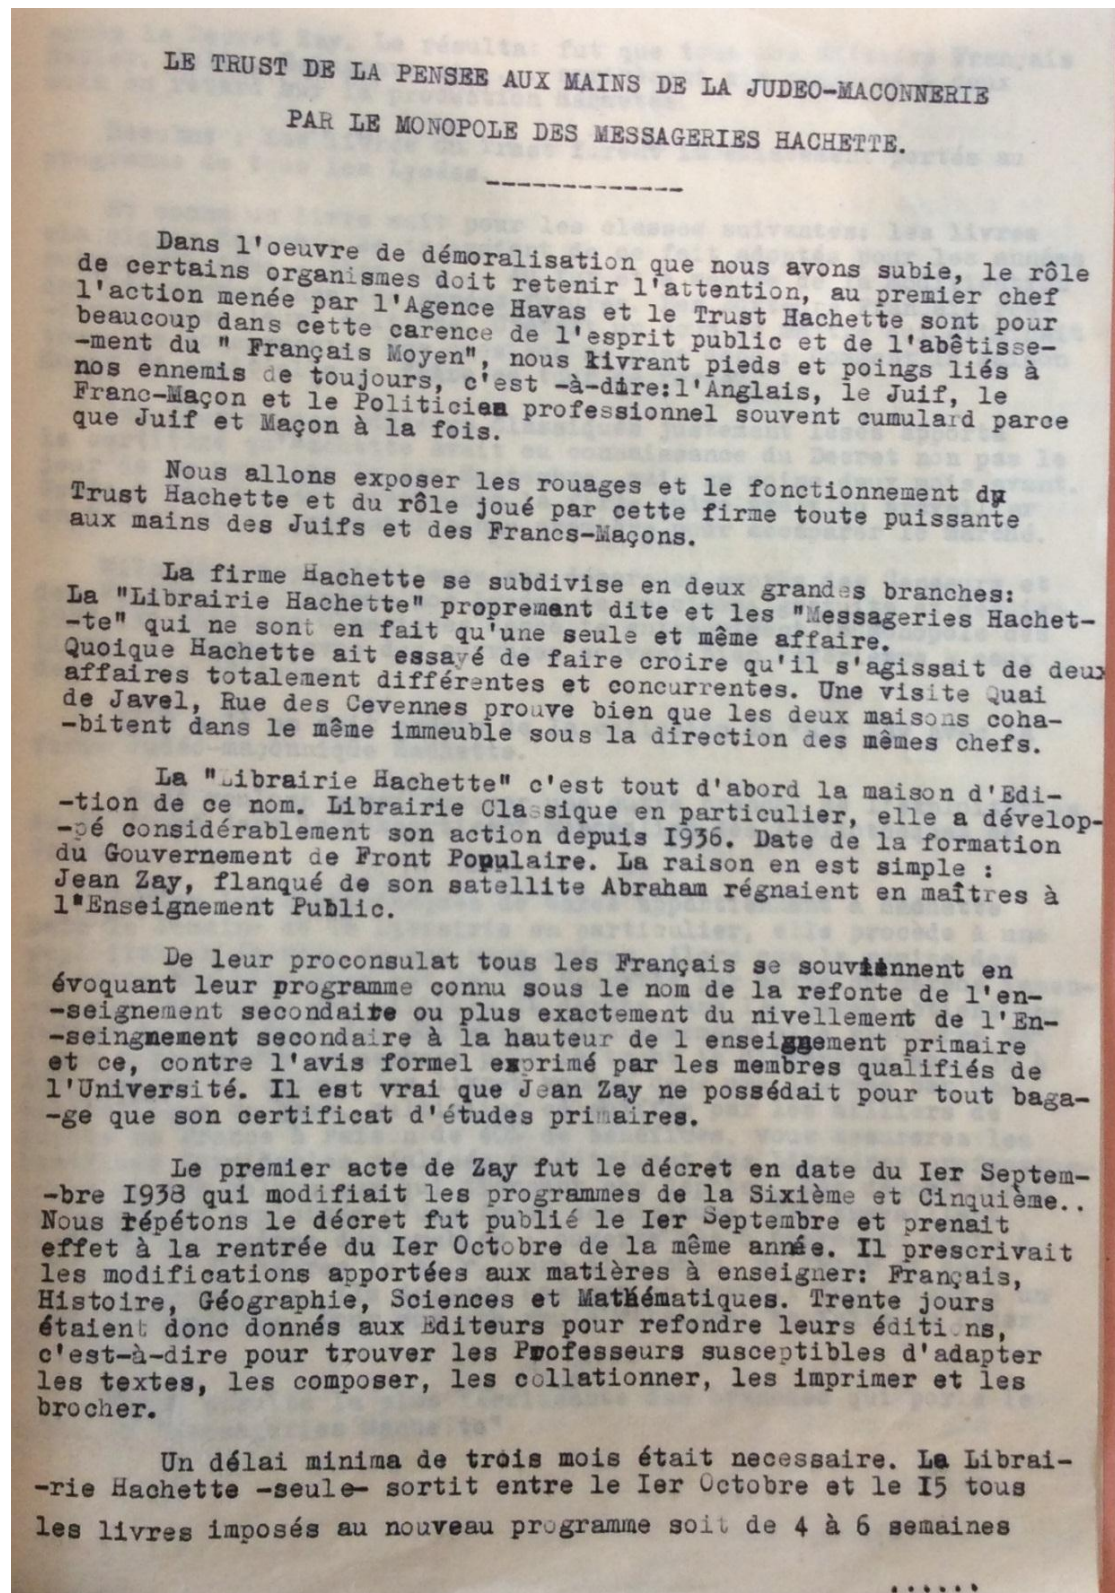 LE TRUST DE LA PENSEE AUX MAINS DE LA JUDEO-MACONNERIE
PAR LE MONOPOLE DES MESSAGERIES HACHETTE.
-------------
Dans l'oeuvre de démoralisation que nous avons subie, le rôle
de certains organismes doit retenir l'attention, au premier chef
l'action menée par l'Agence Havas et le Trust Hachette sont pour
beaucoup dans cette carence de l'esprit public et de l'abêtisse-
-ment du " Français Moyen", nous livrant pieds et poings liés à
nos ennemis de toujours, c'est -à-dire:l'Anglais, le Juif, le
Franc-Maçon et le Politicien professionnel souvent cumulard parce
que Juif et Maçon à la fois.
Nous allons exposer les rouages et le fonctionnement du
Trust Hachette et du rôle joué par cette firme toute puissante
aux mains des Juifs et des Francs-Maçons.
La firme Hachette se subdivise en deux grandes branches:
La "Librairie Hachette" proprement dite et les "Messageries Hachet-
-te" qui ne sont en fait qu'une seule et même affaire.
Quoique Hachette ait essayé de faire croire qu'il s'agissait de deux
affaires totalement différentes et concurrentes. Une visite Quai
de Javel, Rue des Cevennes prouve bien que les deux maisons coha-
-bitent dans le même immeuble sous la direction des mêmes chefs.
La "Librairie Hachette" c'est tout d'abord la maison d'Edi-
-tion de ce nom. Librairie Classique en particulier, elle a dévelop-
-pé considérablement son action depuis I936. Date de la formation
du Gouvernement de Front Populaire. La raison en est simple :
Jean Zay, flanqué de son satellite Abraham régnaient en maîtres à
l"Enseignement Public.
De leur proconsulat tous les Français se souviennent en
évoquant leur programme connu sous le nom de la refonte de l'en-
-seignement secondaire ou plus exactement du nivellement de l'En-
-seingnement secondaire à la hauteur de l enseignement primaire
et ce, contre l'avis formel exprimé par les membres qualifiés de
l'Université. Il est vrai que Jean Zay ne possédait pour tout baga-
-ge que son certificat d'études primaires.
Le premier acte de Zay fut le décret en date du Ier Septem-
-bre I938 qui modifiait les programmes de la Sixième et Cinquième..
Nous répétons le décret fut publié le Ier Septembre et prenait
effet à la rentrée du Ier Octobre de la même année. Il prescrivait
les modifications apportées aux matières à enseigner: Français,
Histoire, Géographie, Sciences et Mathématiques. Trente jours
étaient donc donnés aux Editeurs pour refondre leurs éditions,
c'est-à-dire pour trouver les Professeurs susceptibles d'adapter
les textes, les composer, les collationner, les imprimer et les
brocher.
Un délai minima de trois mois était necessaire. La Librai-
-rie Hachette -seule- sortit entre le Ier Octobre et le I5 tous
les livres imposés au nouveau programme soit de 4 à 6 semaines
......